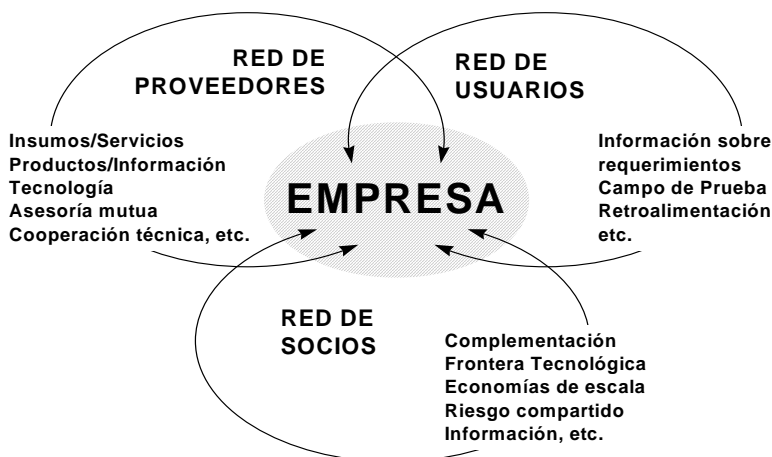 RED DE
PROVEEDORES
RED DE
USUARIOS
Insumos/Servicios
Productos/Información
Tecnología
Asesoría mutua
Cooperación técnica, etc.
Información sobre
requerimientos
Campo de Prueba
Retroalimentación
etc.
EMPRESA
RED DE
SOCIOS
Complementación
Frontera Tecnológica
Economías de escala
Riesgo compartido
Información, etc.